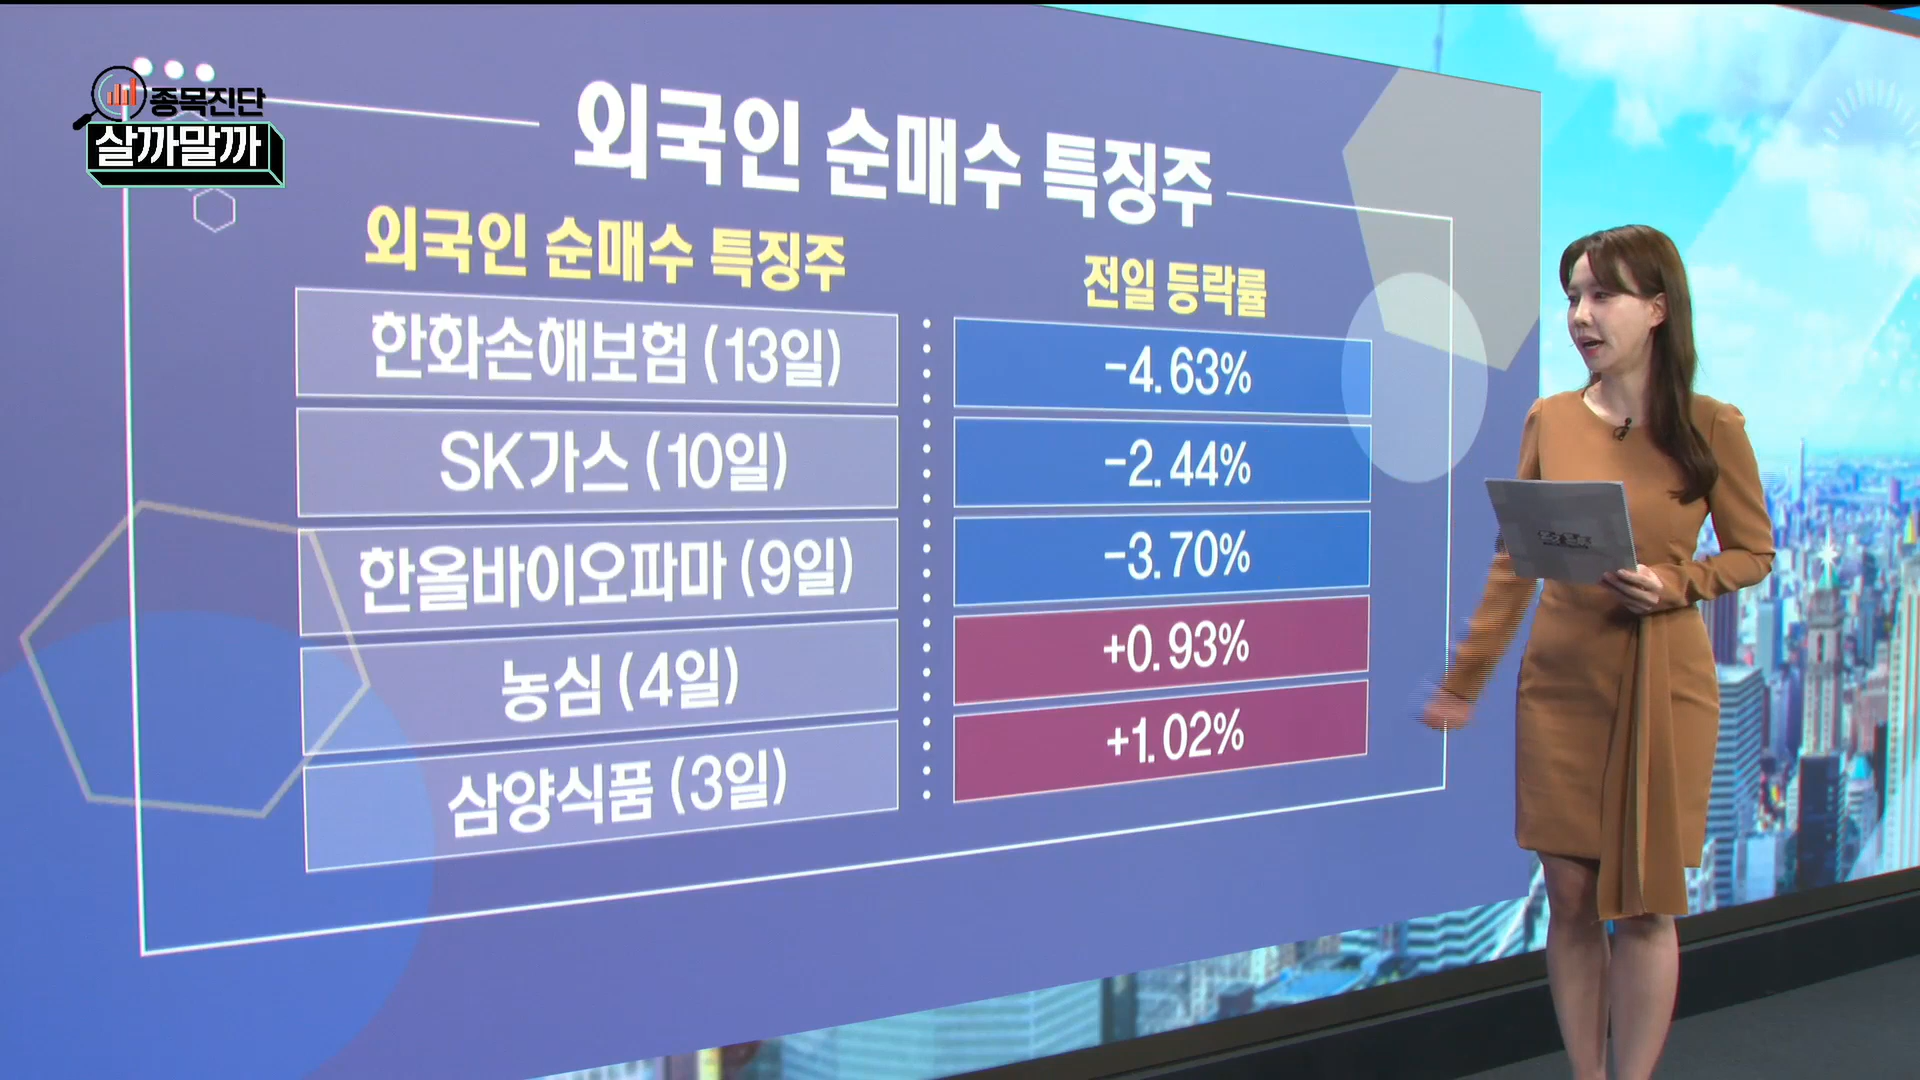 종목진단
살까말까
외국인 순매수 특징주
외국인 순매수 특징주 전일 등락률
한화손해보험 (13일) -4.63%
SK가스 (10일) -2.44%
한올바이오파마 (9일) -3.70%
농심 (4일) +0.93%
삼양식품 (3일) +1.02%